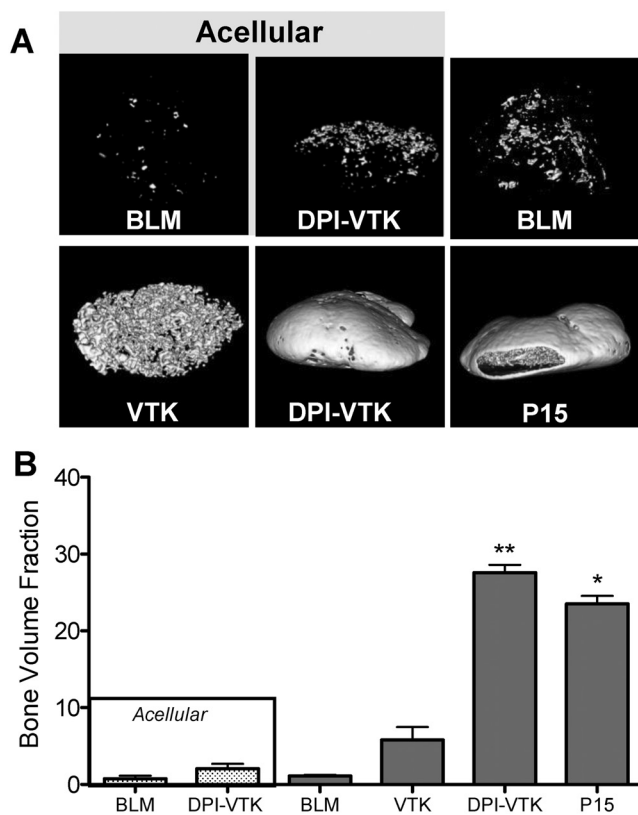 A
Acellular
BLM DPI-VTK BLM
VTK DPI-VTK P15
B
Bone Volume Fraction
40
30
20
10
0
** *
Acellular
BLM DPI-VTK BLM VTK DPI-VTK P15